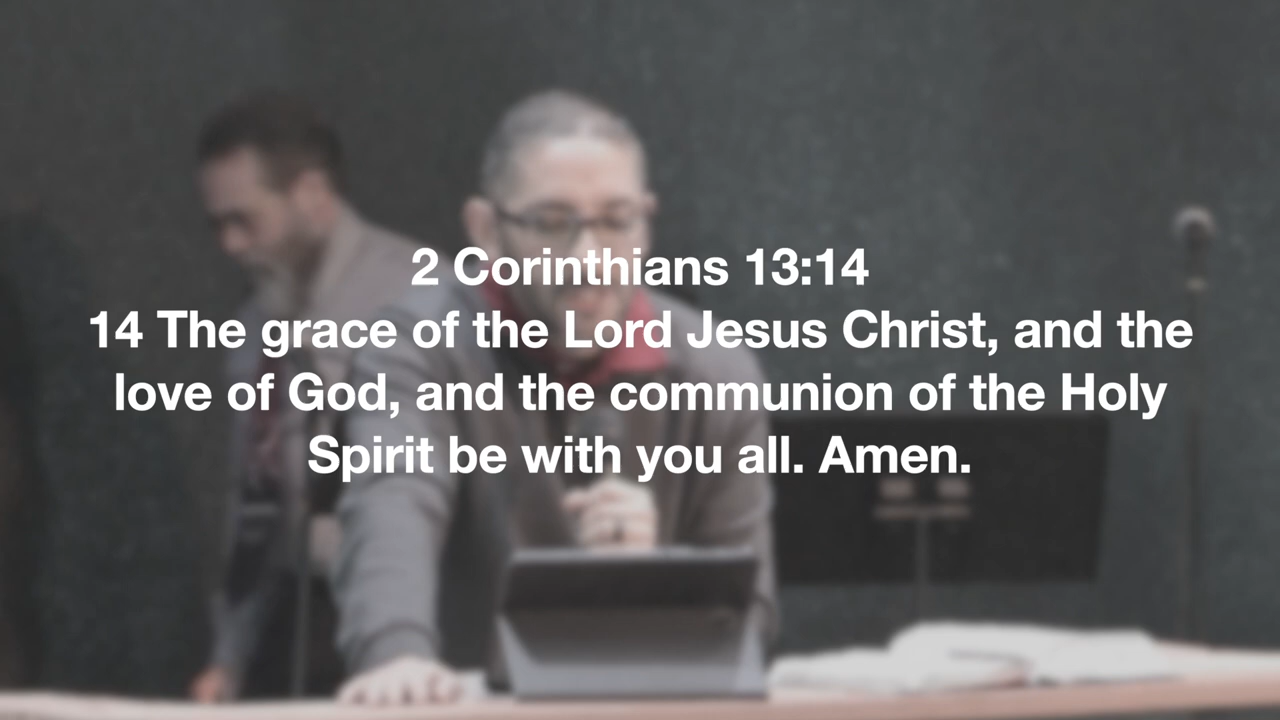 2 Corinthians 13:14
14 The grace of the Lord Jesus Christ, and the
love of God, and the communion of the Holy
Spirit be with you all. Amen.